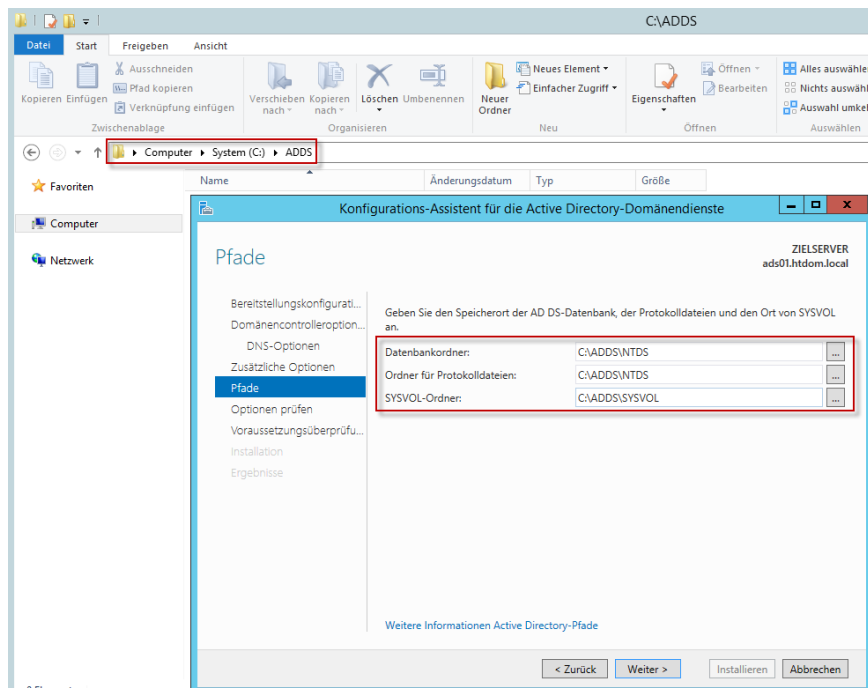 C:\ADDS
Datei Start Freigeben Ansicht
Kopieren Einfügen
Ausschneiden
Pfad kopieren
Verknüpfung einfügen
Zwischenablage
Verschieben nach
Kopieren nach
Löschen Umbenennen
Organisieren
Neuer Ordner
Neues Element
Einfacher Zugriff
Neu
Eigenschaften
Öffnen
Bearbeiten
Öffnen
Alles auswähle
Nichts auswähl
Auswahl umkel
Auswählen
Computer System (C:) ADDS
Name Änderungsdatum Typ Größe
Favoriten
Computer
Netzwerk
Konfigurations-Assistent für die Active Directory-Domänendienste
Pfade
ZIELSERVER
ads01.htdom.local
Bereitstellungskonfigurati...
Domänencontrolleroption...
DNS-Optionen
Zusätzliche Optionen
Pfade
Optionen prüfen
Voraussetzungsüberprüfu...
Installation
Ergebnisse
Geben Sie den Speicherort der AD DS-Datenbank, der Protokolldateien und den Ort von SYSVOL
an.
Datenbankordner: C:\ADDS\NTDS ...
Ordner für Protokolldateien: C:\ADDS\NTDS ...
SYSVOL-Ordner: C:\ADDS\SYSVOL ...
Weitere Informationen Active Directory-Pfade
< Zurück Weiter > Installieren Abbrechen